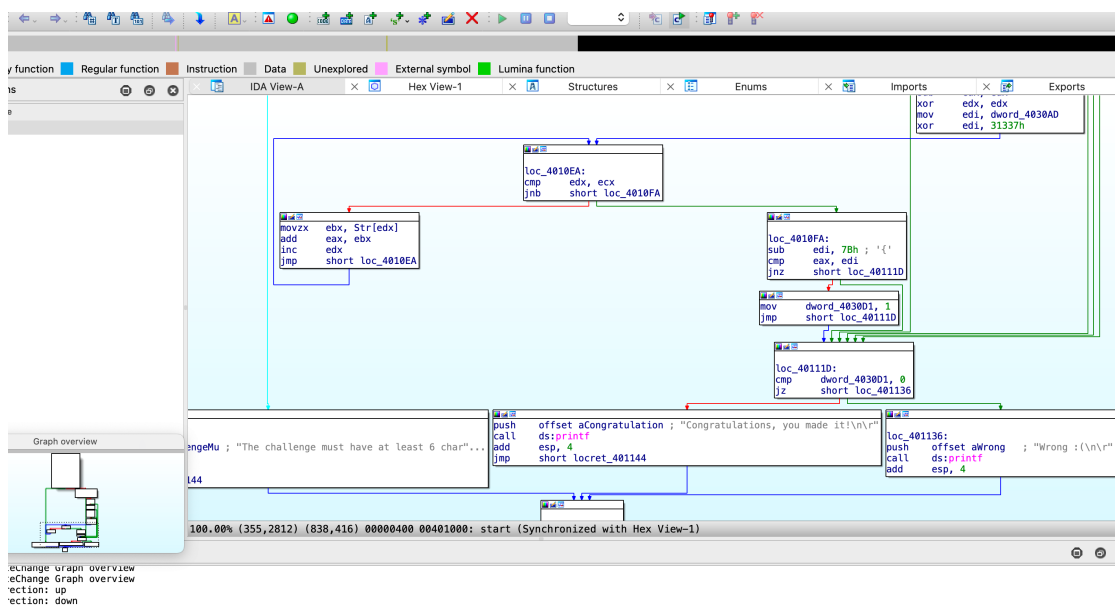 y function Regular function Instruction Data Unexplored External symbol Lumina function
ns IDA View-A Hex View-1 Structures Enums Imports Exports
e
xor edx, edx
mov edi, dword_4030AD
xor edi, 31337h
loc_4010EA:
cmp edx, ecx
jnb short loc_4010FA
movzx ebx, Str[edx]
add eax, ebx
inc edx
jmp short loc_4010EA
loc_4010FA:
sub edi, 7Bh ; '{'
cmp eax, edi
jnz short loc_40111D
mov dword_4030D1, 1
jmp short loc_40111D
loc_40111D:
cmp dword_4030D1, 0
jz short loc_401136
engeMu ; "The challenge must have at least 6 char"...
144
push offset aCongratulation ; "Congratulations, you made it!\n\r"
call ds:printf
add esp, 4
jmp short locret_401144
loc_401136:
push offset aWrong ; "Wrong :(\n\r"
call ds:printf
add esp, 4
Graph overview
100.00% (355,2812) (838,416) 00000400 00401000: start (Synchronized with Hex View-1)
teChange Graph overview
teChange Graph overview
rection: up
rection: down